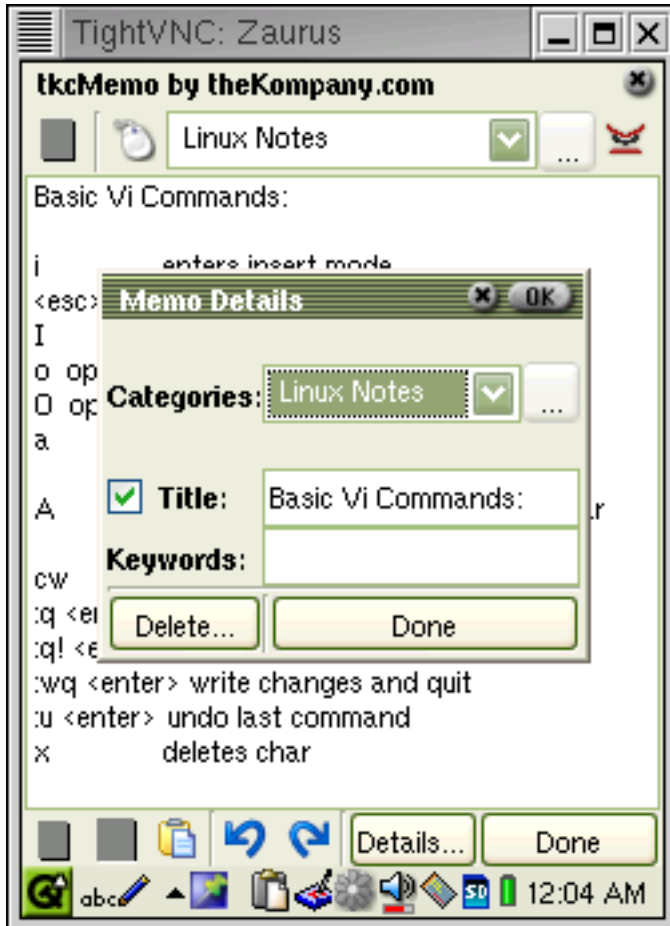 TightVNC: Zaurus
tkcMemo by theKompany.com
Linux Notes
...
Basic Vi Commands:
i enters insert mode
<esc>
Memo Details OK
I
o op
Categories: Linux Notes ...
O op
a
Title: Basic Vi Commands:
A r
Keywords:
cw
:q <e
Delete... Done
:q! <e
:wq <enter> write changes and quit
:u <enter> undo last command
x deletes char
Details... Done
abc SD 12:04 AM